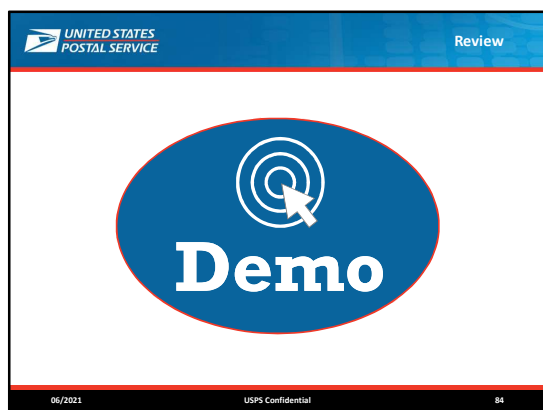 UNITED STATES
POSTAL SERVICE
Review
Demo
06/2021 USPS Confidential 84